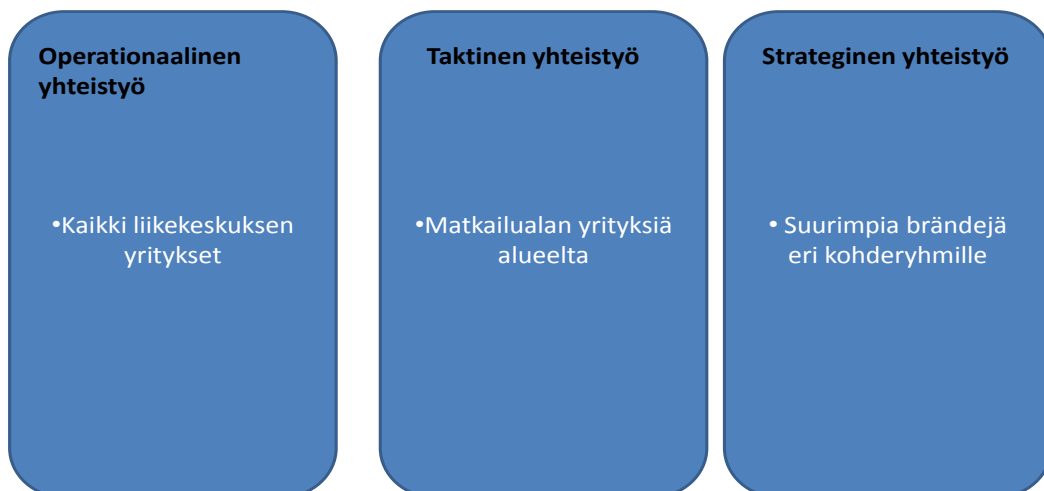 Operationaalinen
yhteistyö
•Kaikki liikekeskuksen
yritykset
Taktinen yhteistyö
•Matkailualan yrityksiä
alueelta
Strateginen yhteistyö
• Suurimpia brändejä
eri kohderyhmille